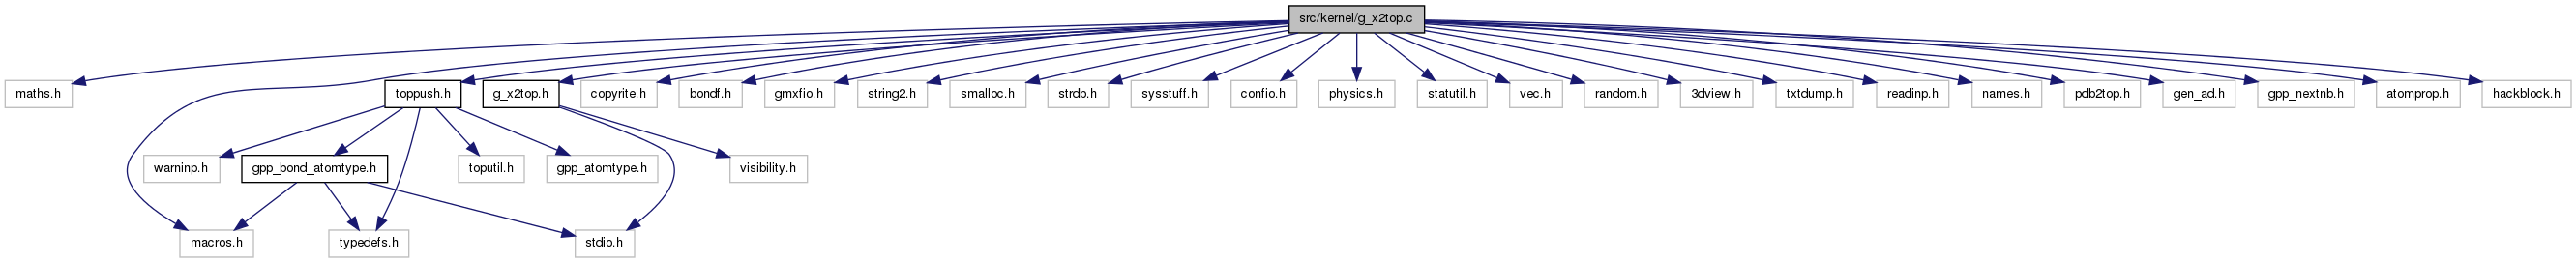 src/kernel/g_x2top.c
maths.h
toppush.h
g_x2top.h
copyrite.h
bondf.h
gmxfio.h
string2.h
smalloc.h
strdb.h
sysstuff.h
confio.h
physics.h
statutil.h
vec.h
random.h
3dview.h
txtdump.h
readinp.h
names.h
pdb2top.h
gen_ad.h
gpp_nextnb.h
atomprop.h
hackblock.h
warninp.h
gpp_bond_atomtype.h
toputil.h
gpp_atomtype.h
visibility.h
macros.h
typedefs.h
stdio.h